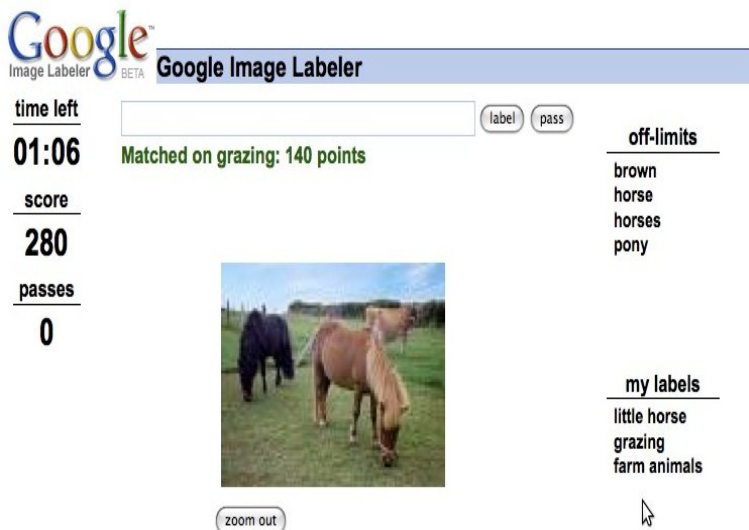 Google™
Image Labeler BETA
Google Image Labeler
time left
01:06
score
280
passes
0
label
pass
Matched on grazing: 140 points
zoom out
off-limits
brown
horse
horses
pony
my labels
little horse
grazing
farm animals